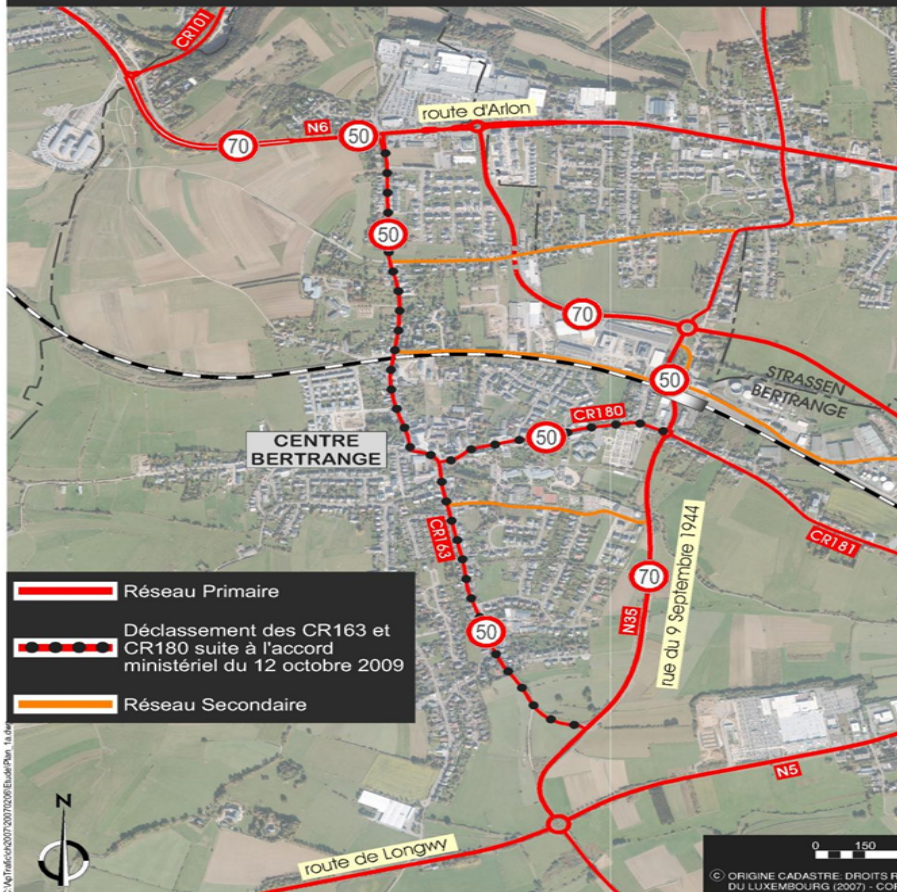 CR101
route d'Arlon
N6
50
70
50
70
50
STRASSEN
BERTRANGE
CR180
50
CENTRE
BERTRANGE
CR163
CR181
rue du 9 Septembre 1944
70
N35
50
Réseau Primaire
Déclassement des CR163 et
CR180 suite à l'accord
ministériel du 12 octobre 2009
Réseau Secondaire
N5
N
route de Longwy
0 150
© ORIGINE CADASTRE: DROITS R
DU LUXEMBOURG (2007) - COP